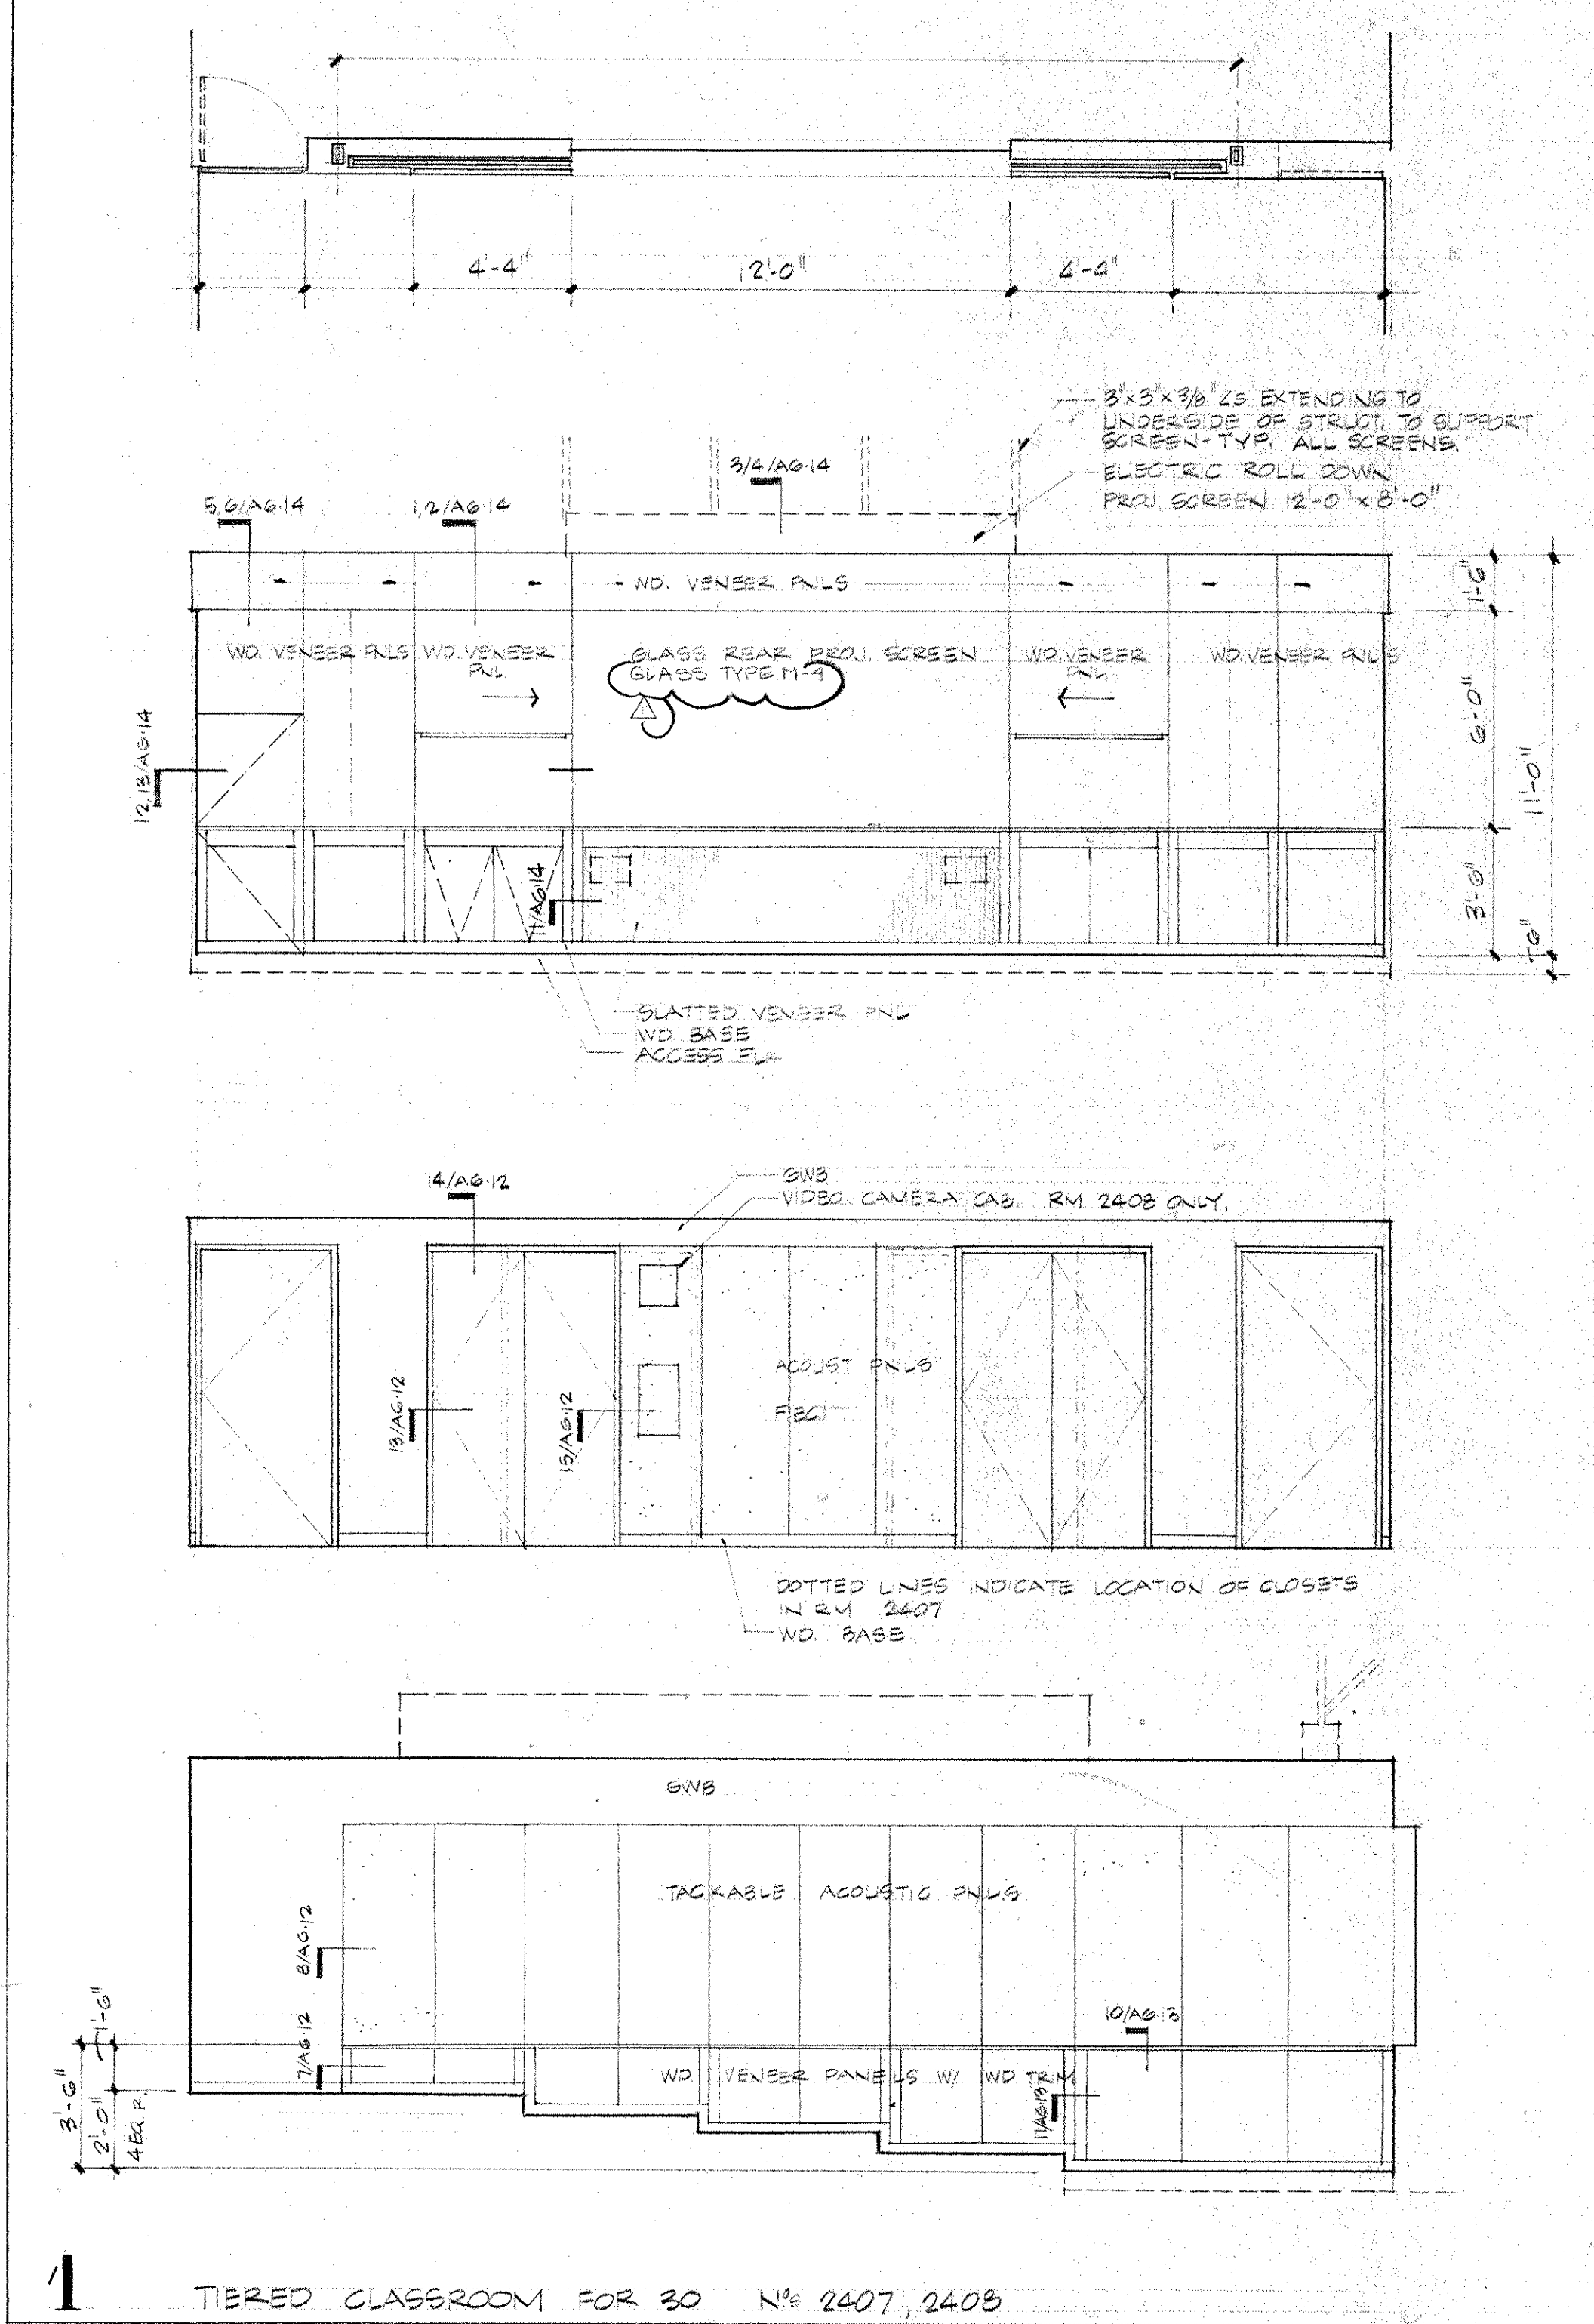 4'-4" 12'-0" 4'-4"
3"x3"x3/8" ∠S EXTENDING TO
UNDERSIDE OF STRUCT. TO SUPPORT
SCREEN-TYP. ALL SCREENS.
ELECTRIC ROLL DOWN
PROJ. SCREEN 12'-0" x 8'-0"
3/4/A6.14
5,6/A6.14
1,2/A6.14
WD. VENEER PNLS
1'-6"
WD. VENEER PNLS
WD. VENEER
PNL.
GLASS REAR PROJ. SCREEN
GLASS TYPE M-4
1
WD. VENEER
PNL.
WD. VENEER PNLS
6'-0"
11'-0"
12,13/A6.14
11/A6.14
3'-6"
6"
SLATTED VENEER PNL
WD. BASE
ACCESS FLR
14/A6.12
GWB
VIDEO CAMERA CAB. RM 2408 ONLY.
13/A6.12
15/A6.12
ACOUST PNLS
FEC
DOTTED LINES INDICATE LOCATION OF CLOSETS
IN RM 2407
WD. BASE
GWB
TACKABLE ACOUSTIC PNLS
8/A6.12
7/A6.12
10/A6.13
WD. VENEER PANELS W/ WD TRIM
11/A6.13
1'-6"
3'-6"
2'-0"
4 EQ. R.
1 TIERED CLASSROOM FOR 30 Nos 2407, 2408